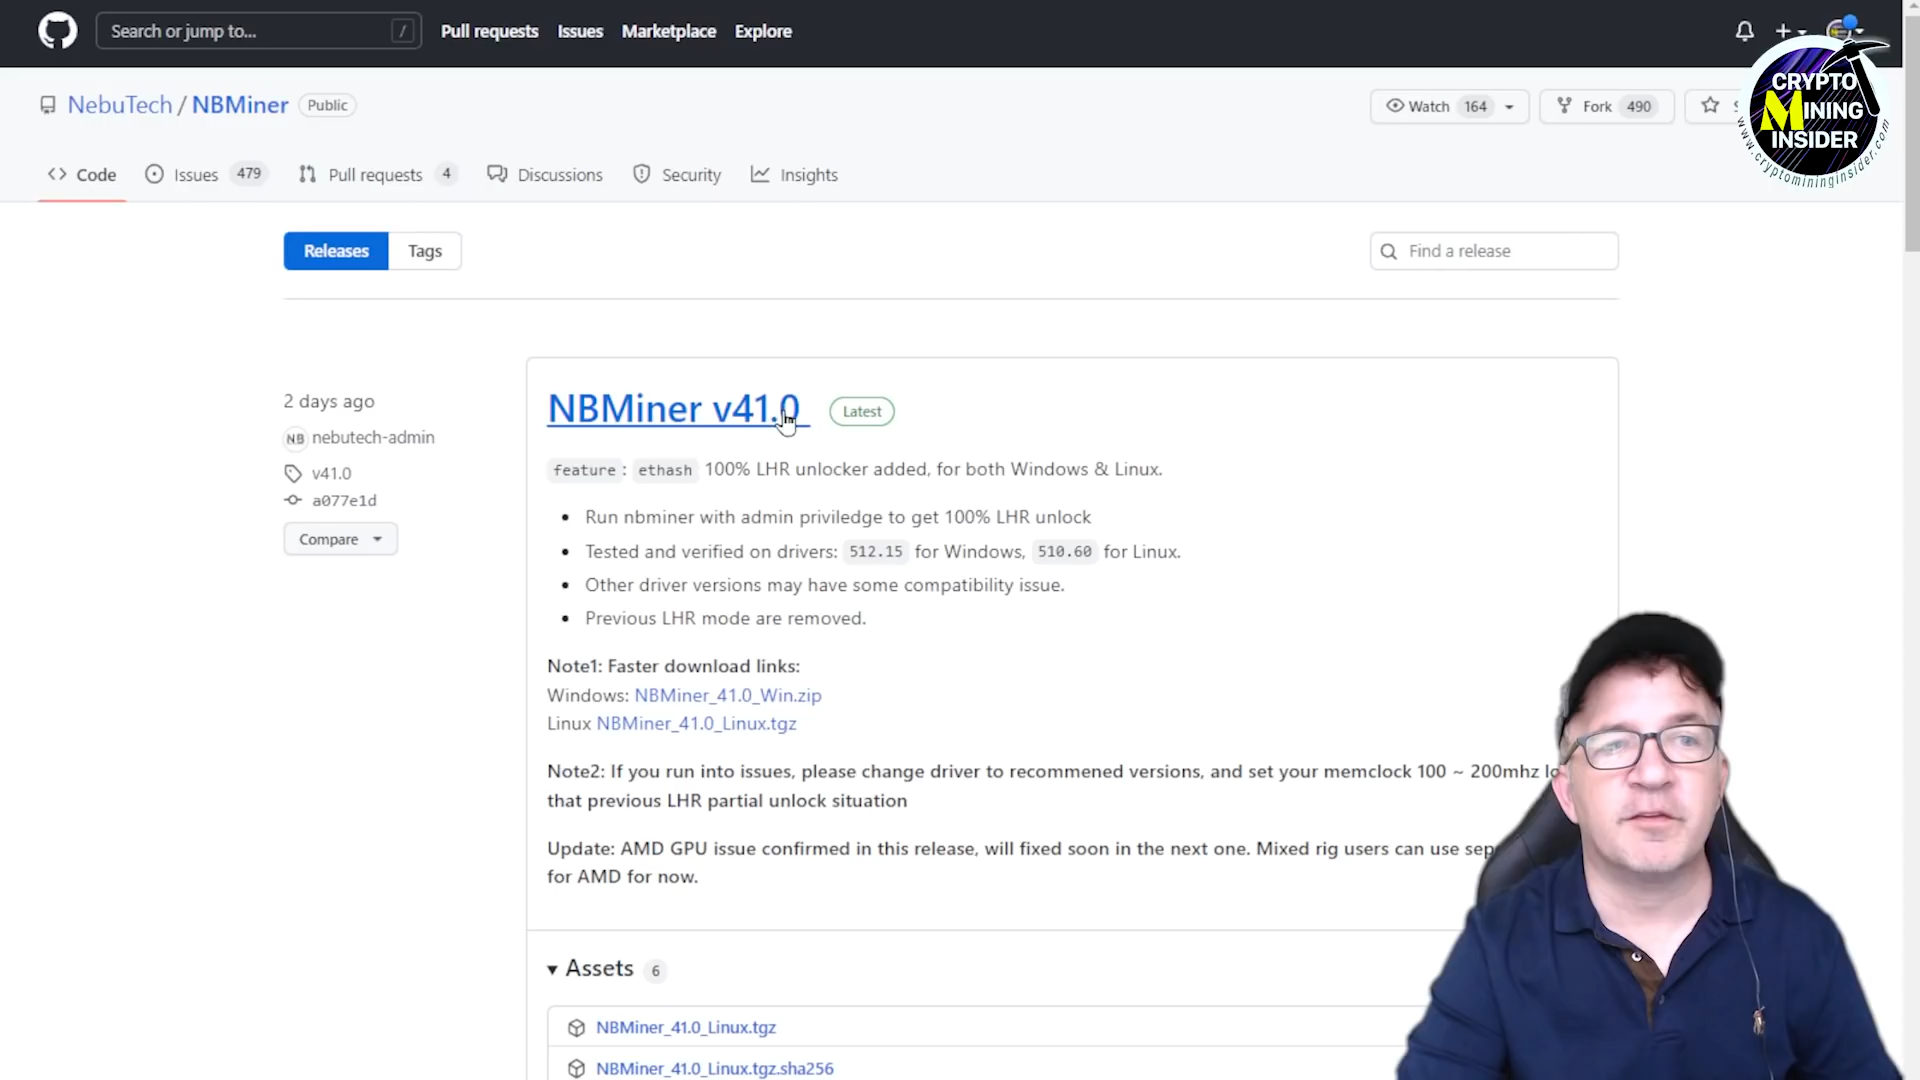 Search or jump to... /
Pull requests Issues Marketplace Explore
NebuTech / NBMiner Public
Watch 164 Fork 490
CRYPTO
MINING
INSIDER
www.cryptomininginsider.com
Code Issues 479 Pull requests 4 Discussions Security Insights
Releases Tags
Find a release
2 days ago
NB nebutech-admin
v41.0
a077e1d
Compare
NBMiner v41.0 Latest
feature: ethash 100% LHR unlocker added, for both Windows & Linux.
• Run nbminer with admin priviledge to get 100% LHR unlock
• Tested and verified on drivers: 512.15 for Windows, 510.60 for Linux.
• Other driver versions may have some compatibility issue.
• Previous LHR mode are removed.
Note1: Faster download links:
Windows: NBMiner_41.0_Win.zip
Linux NBMiner_41.0_Linux.tgz
Note2: If you run into issues, please change driver to recommened versions, and set your memclock 100 ~ 200mhz lo
that previous LHR partial unlock situation
Update: AMD GPU issue confirmed in this release, will fixed soon in the next one. Mixed rig users can use sep
for AMD for now.
Assets 6
NBMiner_41.0_Linux.tgz
NBMiner_41.0_Linux.tgz.sha256